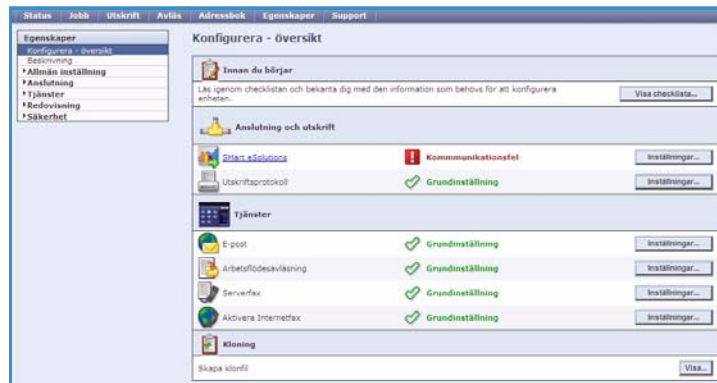 Status Jobb Utskrift Avläs Adressbok Egenskaper Support
Egenskaper
Konfigurera - översikt
Beskrivning
Allmän inställning
Anslutning
Tjänster
Redovisning
Säkerhet
Konfigurera - översikt
Innan du börjar
Läs igenom checklistan och bekanta dig med den information som behövs för att konfigurera
enheten.
Visa checklista...
Anslutning och utskrift
SMart eSolutions Kommmunikationsfel Inställningar...
Utskriftsprotokoll Grundinställning Inställningar...
Tjänster
E-post Grundinställning Inställningar...
Arbetsflödesavläsning Grundinställning Inställningar...
Serverfax Grundinställning Inställningar...
Aktivera Internetfax Grundinställning Inställningar...
Kloning
Skapa klonfil Visa...